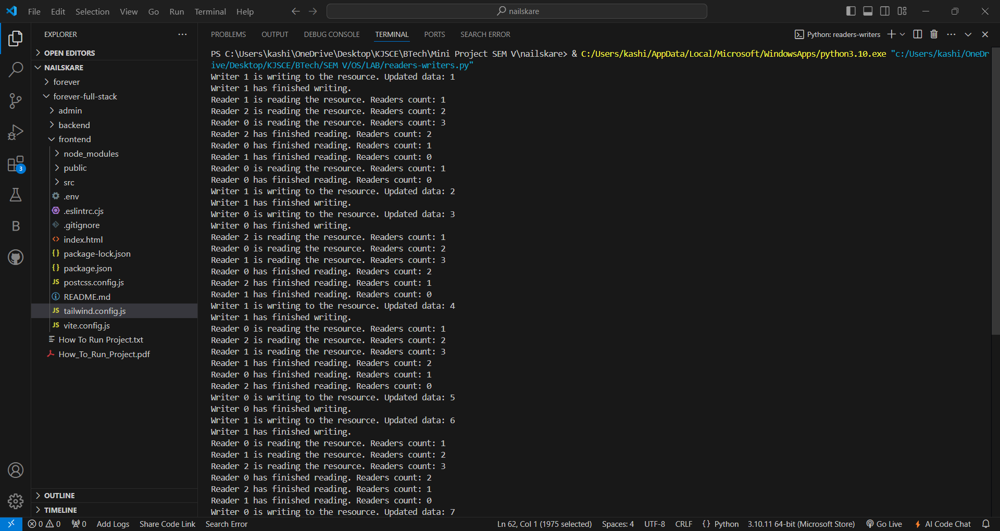 File Edit Selection View Go Run Terminal Help
nailskare
EXPLORER
OPEN EDITORS
NAILSKARE
forever
forever-full-stack
admin
backend
frontend
node_modules
public
src
.env
.eslintrc.cjs
.gitignore
index.html
package-lock.json
package.json
postcss.config.js
README.md
tailwind.config.js
vite.config.js
How To Run Project.txt
How_To_Run_Project.pdf
OUTLINE
TIMELINE
3
B
PROBLEMS OUTPUT DEBUG CONSOLE TERMINAL PORTS SEARCH ERROR
Python: readers-writers
PS C:\Users\kashi\OneDrive\Desktop\KJSCE\BTech\Mini Project SEM V\nailskare> & C:/Users/kashi/AppData/Local/Microsoft/WindowsApps/python3.10.exe "c:/Users/kashi/OneDr
ive/Desktop/KJSCE/BTech/SEM V/OS/LAB/readers-writers.py"
Writer 1 is writing to the resource. Updated data: 1
Writer 1 has finished writing.
Reader 1 is reading the resource. Readers count: 1
Reader 2 is reading the resource. Readers count: 2
Reader 0 is reading the resource. Readers count: 3
Reader 2 has finished reading. Readers count: 2
Reader 0 has finished reading. Readers count: 1
Reader 1 has finished reading. Readers count: 0
Reader 0 is reading the resource. Readers count: 1
Reader 0 has finished reading. Readers count: 0
Writer 1 is writing to the resource. Updated data: 2
Writer 1 has finished writing.
Writer 0 is writing to the resource. Updated data: 3
Writer 0 has finished writing.
Reader 2 is reading the resource. Readers count: 1
Reader 0 is reading the resource. Readers count: 2
Reader 1 is reading the resource. Readers count: 3
Reader 0 has finished reading. Readers count: 2
Reader 2 has finished reading. Readers count: 1
Reader 1 has finished reading. Readers count: 0
Writer 1 is writing to the resource. Updated data: 4
Writer 1 has finished writing.
Reader 0 is reading the resource. Readers count: 1
Reader 2 is reading the resource. Readers count: 2
Reader 1 is reading the resource. Readers count: 3
Reader 1 has finished reading. Readers count: 2
Reader 0 has finished reading. Readers count: 1
Reader 2 has finished reading. Readers count: 0
Writer 0 is writing to the resource. Updated data: 5
Writer 0 has finished writing.
Writer 1 is writing to the resource. Updated data: 6
Writer 1 has finished writing.
Reader 0 is reading the resource. Readers count: 1
Reader 1 is reading the resource. Readers count: 2
Reader 2 is reading the resource. Readers count: 3
Reader 0 has finished reading. Readers count: 2
Reader 2 has finished reading. Readers count: 1
Reader 1 has finished reading. Readers count: 0
Writer 0 is writing to the resource. Updated data: 7
0 0 0 Add Logs Share Code Link Search Error Ln 62, Col 1 (1975 selected) Spaces: 4 UTF-8 CRLF {} Python 3.10.11 64-bit (Microsoft Store) Go Live AI Code Chat